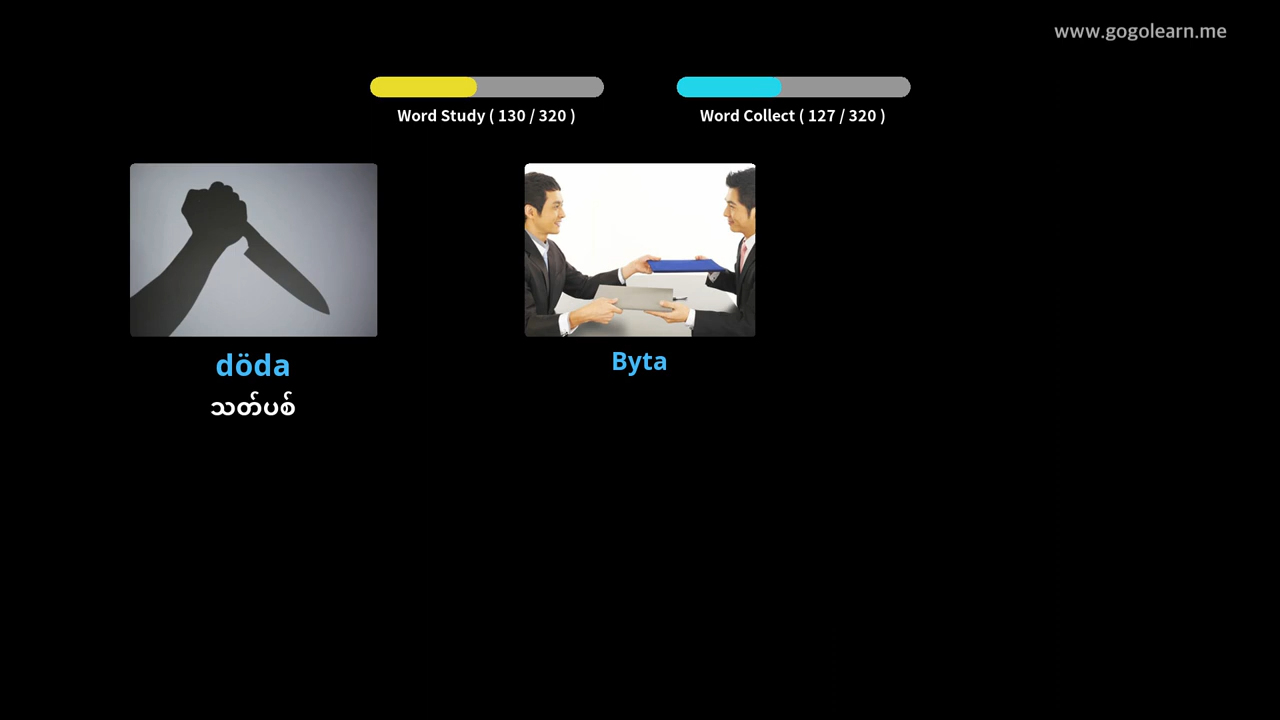 www.gogolearn.me
Word Study ( 130 / 320 )
Word Collect ( 127 / 320 )
döda
သတ်ပစ်
Byta